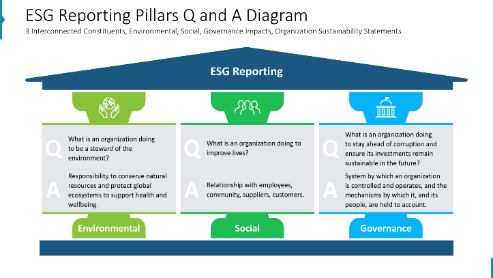 ESG Reporting Pillars Q and A Diagram
3 Interconnected Constituents, Environmental, Social, Governance Impacts, Organization Sustainability Statements
ESG Reporting
Q
What is an organization doing
to be a steward of the
environment?
A
Responsibility to conserve natural
resources and protect global
ecosystems to support health and
wellbeing.
Environmental
Q
What is an organization doing to
improve lives?
A
Relationship with employees,
community, suppliers, customers.
Social
Q
What is an organization doing
to stay ahead of corruption and
ensure its investments remain
sustainable in the future?
A
System by which an organization
is controlled and operates, and the
mechanisms by which it, and its
people, are held to account.
Governance